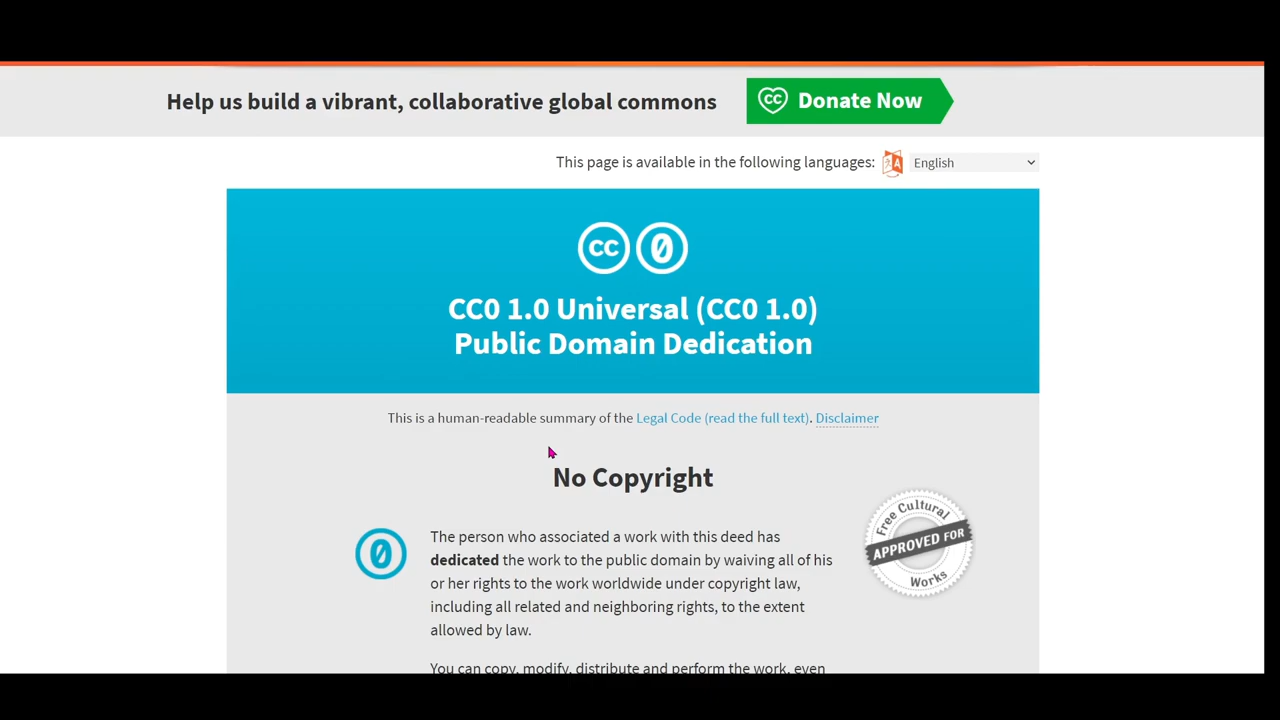 Help us build a vibrant, collaborative global commons
CC Donate Now
This page is available in the following languages: English
CC 0
CC0 1.0 Universal (CC0 1.0)
Public Domain Dedication
This is a human-readable summary of the Legal Code (read the full text). Disclaimer
No Copyright
0
The person who associated a work with this deed has
dedicated the work to the public domain by waiving all of his
or her rights to the work worldwide under copyright law,
including all related and neighboring rights, to the extent
allowed by law.
You can copy, modify, distribute and perform the work, even
Free Cultural
APPROVED FOR
Works